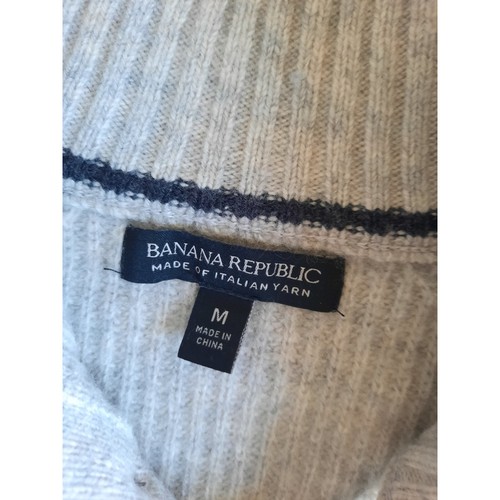 BANANA REPUBLIC
MADE OF ITALIAN YARN
M
MADE IN
CHINA